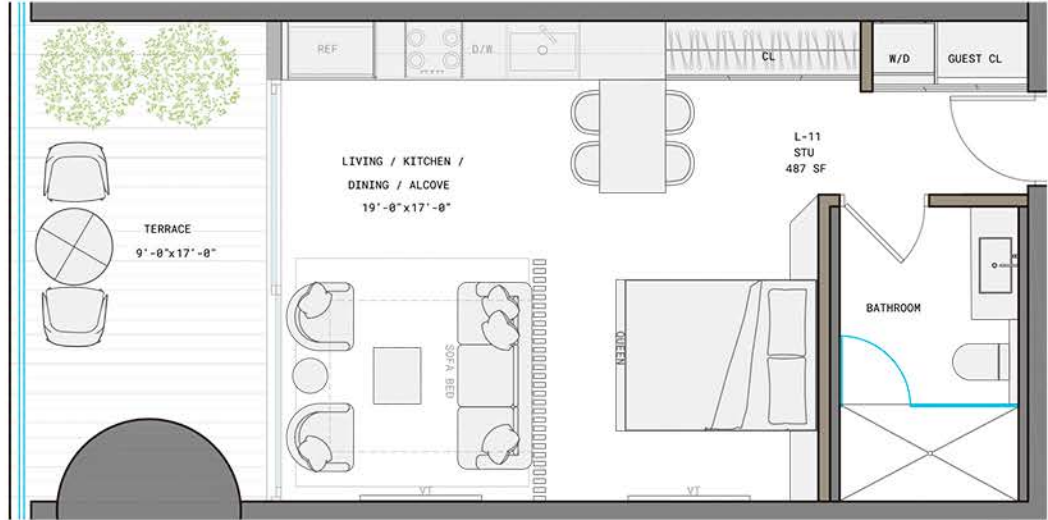 REF
D/W
CL
W/D
GUEST CL
L-11
STU
487 SF
LIVING / KITCHEN /
DINING / ALCOVE
19'-0"x17'-0"
TERRACE
9'-0"x17'-0"
BATHROOM
QUEEN
SOFA BED
VT
VT